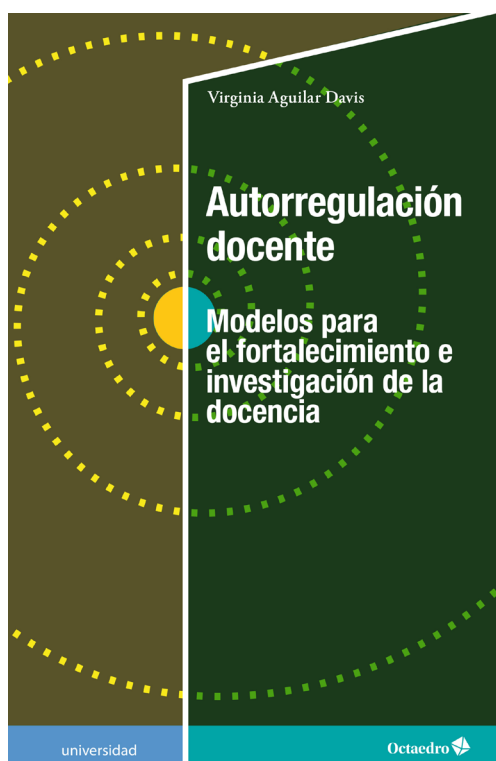 Virginia Aguilar Davis
Autorregulación
docente
Modelos para
el fortalecimiento e
investigación de la
docencia
universidad
Octaedro